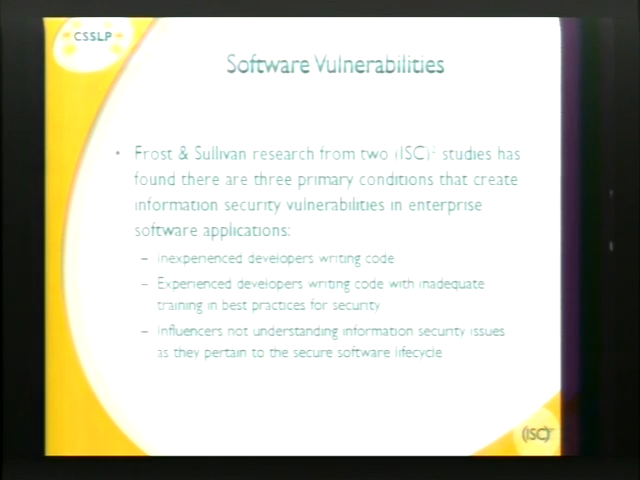 CSSLP
Software Vulnerabilities
• Frost & Sullivan research from two (ISC)² studies has
found there are three primary conditions that create
information security vulnerabilities in enterprise
software applications:
– Inexperienced developers writing code
– Experienced developers writing code with inadequate
training in best practices for security
– Influencers not understanding information security issues
as they pertain to the secure software lifecycle
(ISC)²